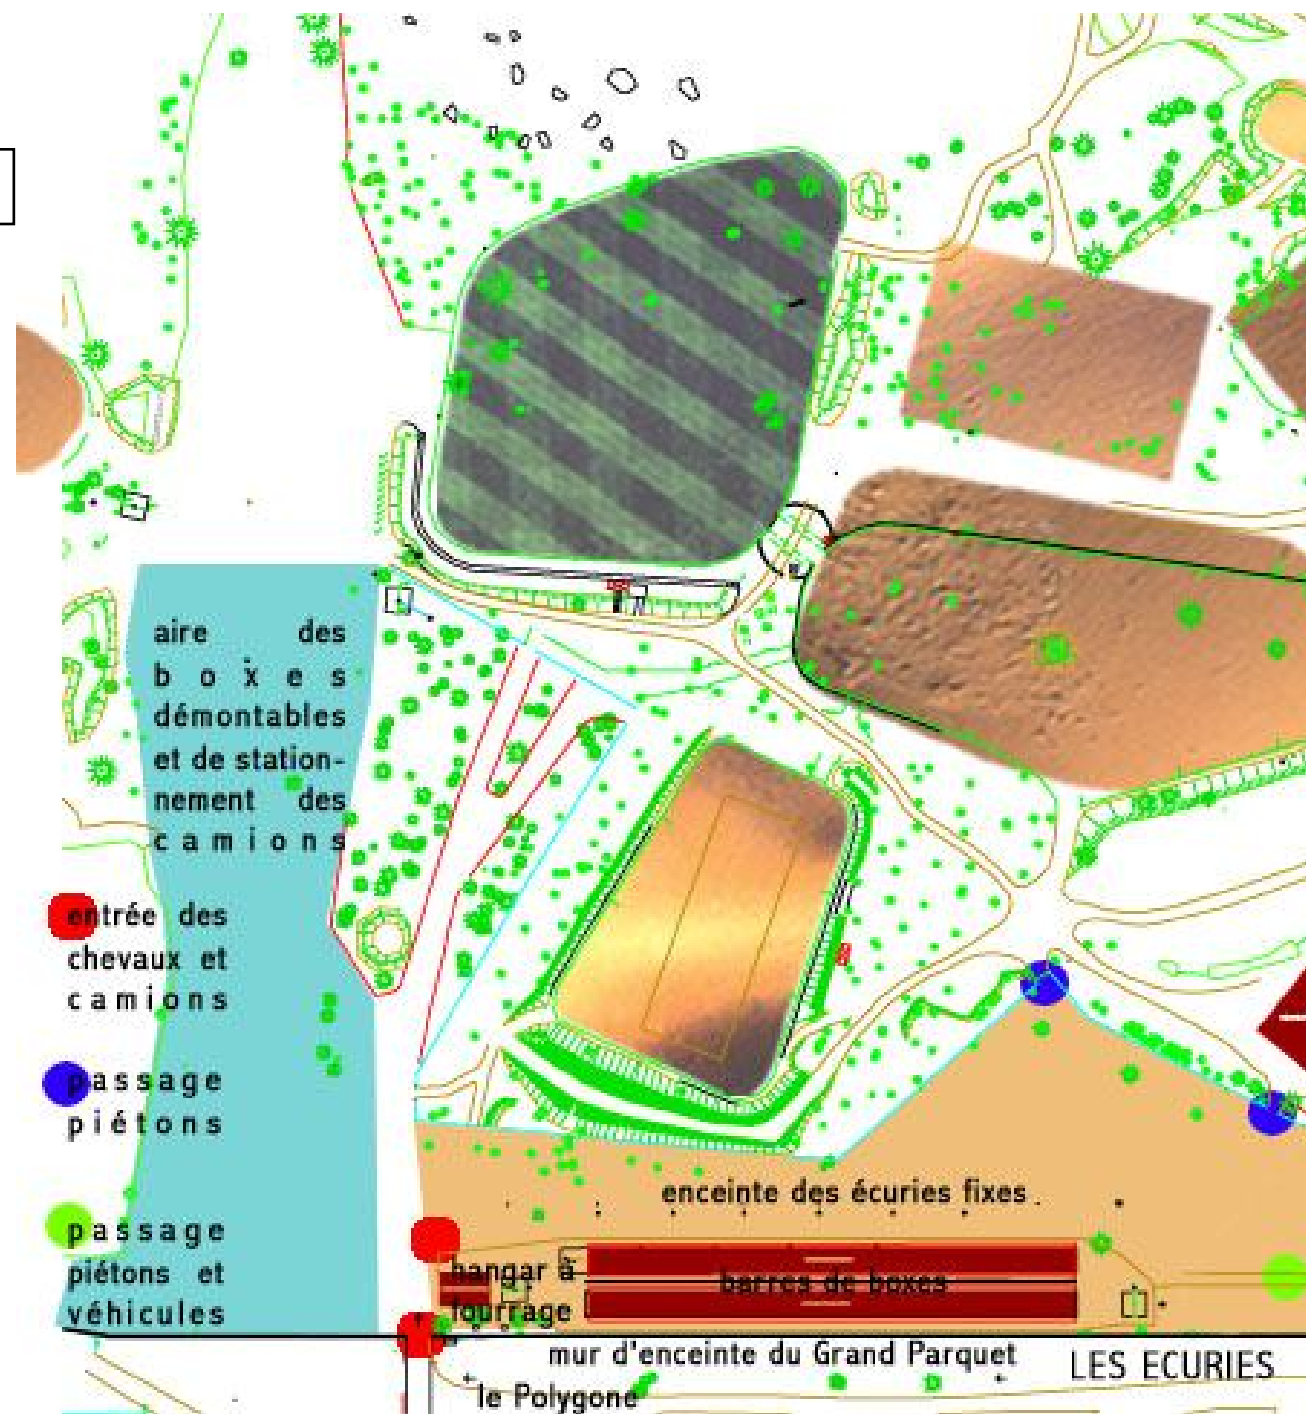 aire des
boxes
démontables
et de station-
nement des
camions
entrée des
chevaux et
camions
passage
piétons
passage
piétons et
véhicules
enceinte des écuries fixes
hangar à
fourrage
barres de boxes
mur d'enceinte du Grand Parquet
LES ECURIES
le Polygone